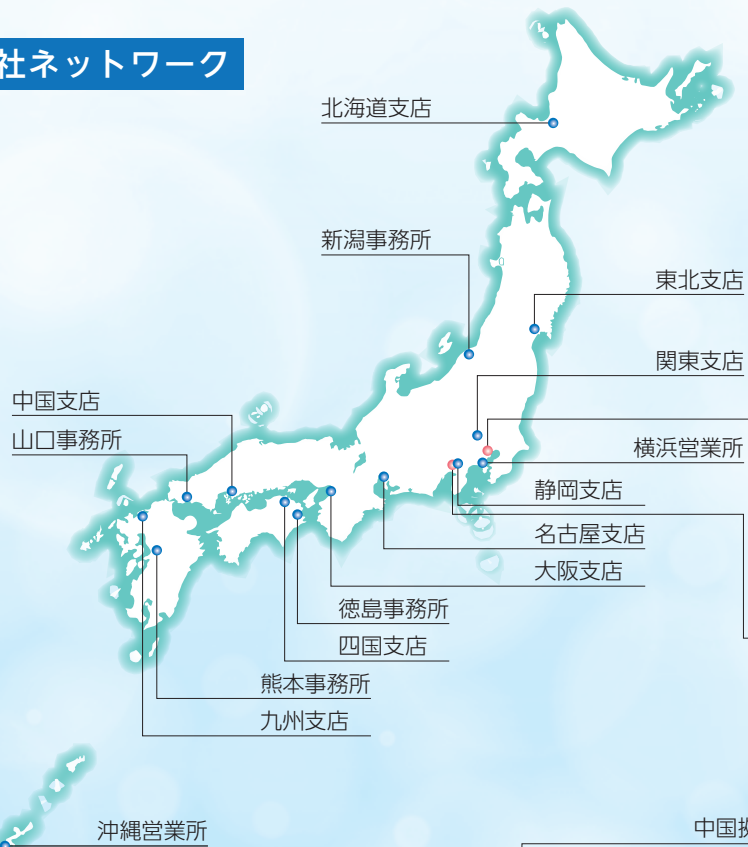 社ネットワーク
北海道支店
新潟事務所
東北支店
関東支店
中国支店
山口事務所
横浜営業所
静岡支店
名古屋支店
大阪支店
徳島事務所
四国支店
熊本事務所
九州支店
沖縄営業所
中国拠